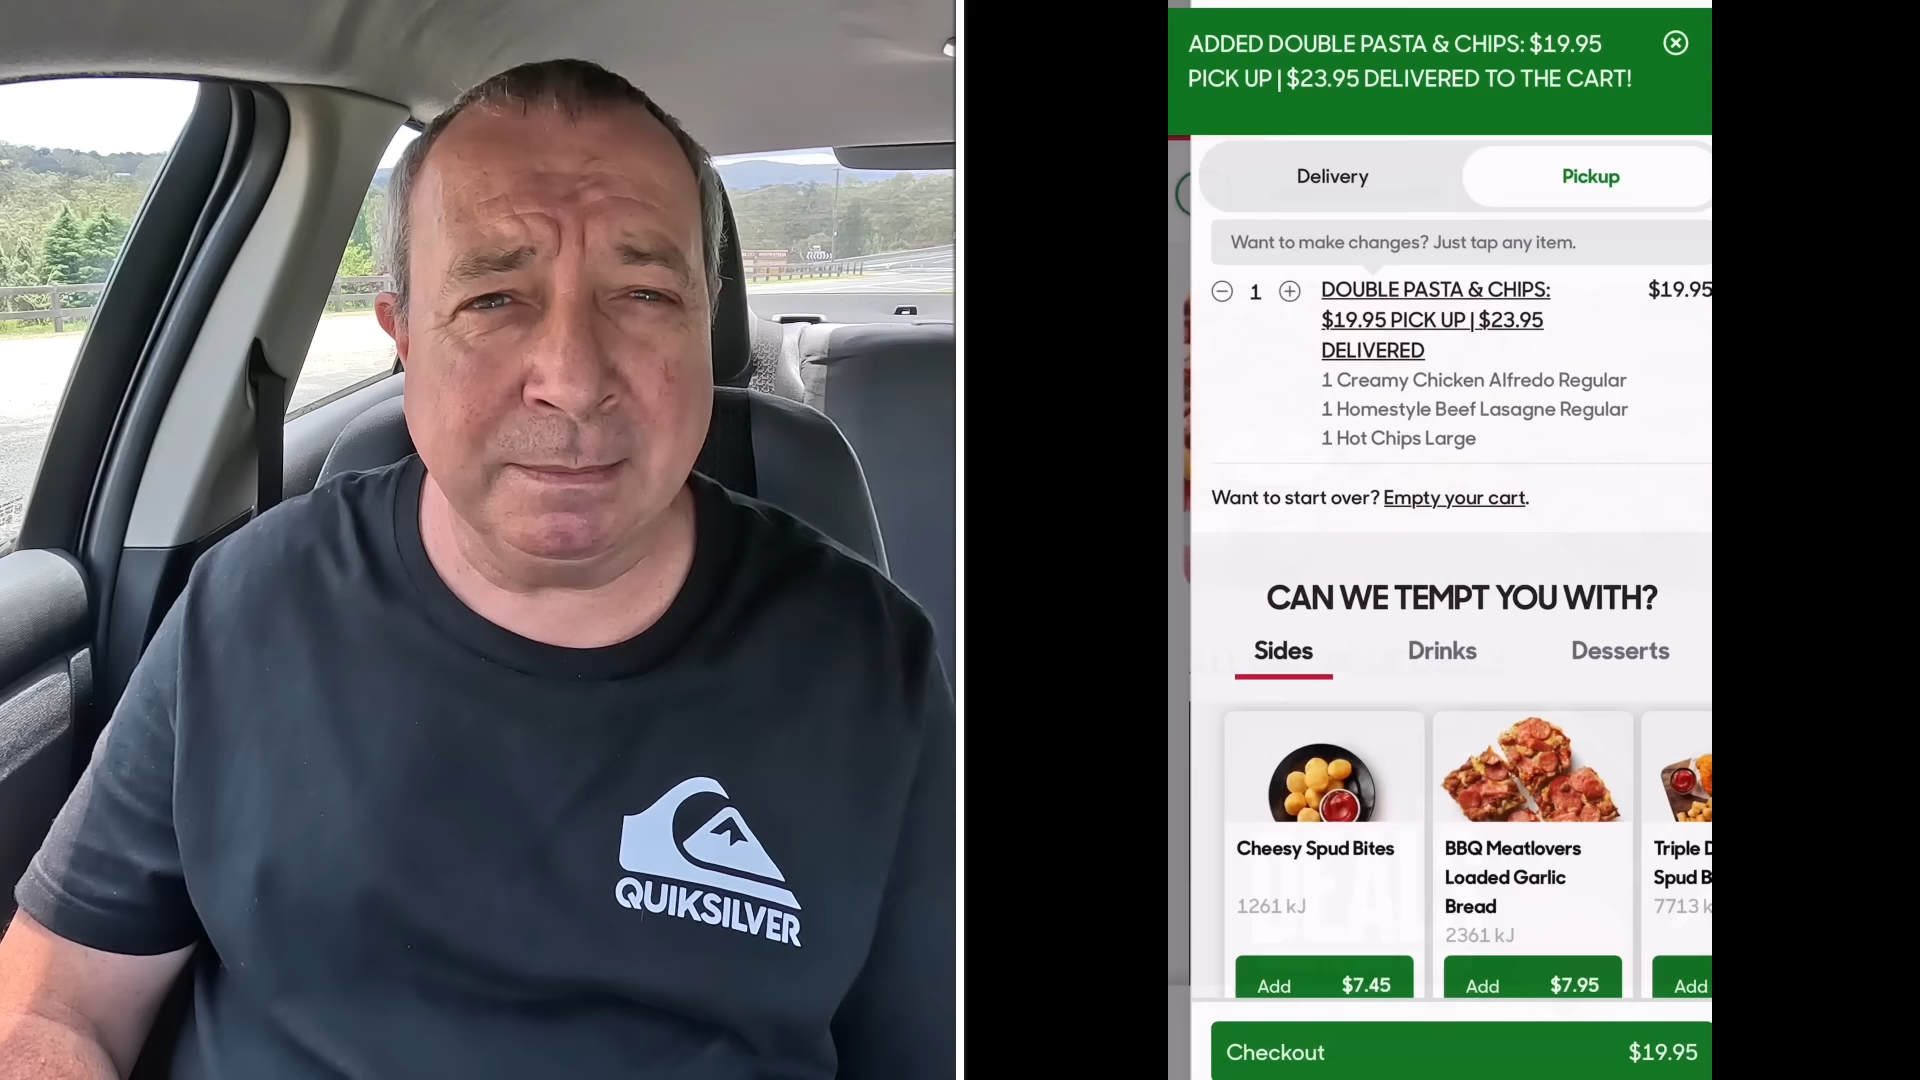 QUIKSILVER
ADDED DOUBLE PASTA & CHIPS: $19.95
PICK UP | $23.95 DELIVERED TO THE CART!
Delivery
Pickup
Want to make changes? Just tap any item.
1
DOUBLE PASTA & CHIPS:
$19.95 PICK UP | $23.95
DELIVERED
$19.95
1 Creamy Chicken Alfredo Regular
1 Homestyle Beef Lasagne Regular
1 Hot Chips Large
Want to start over? Empty your cart.
CAN WE TEMPT YOU WITH?
Sides
Drinks
Desserts
Cheesy Spud Bites
1261 kJ
Add $7.45
BBQ Meatlovers
Loaded Garlic
Bread
2361 kJ
Add $7.95
Triple
Spud
7713
Add
Checkout $19.95